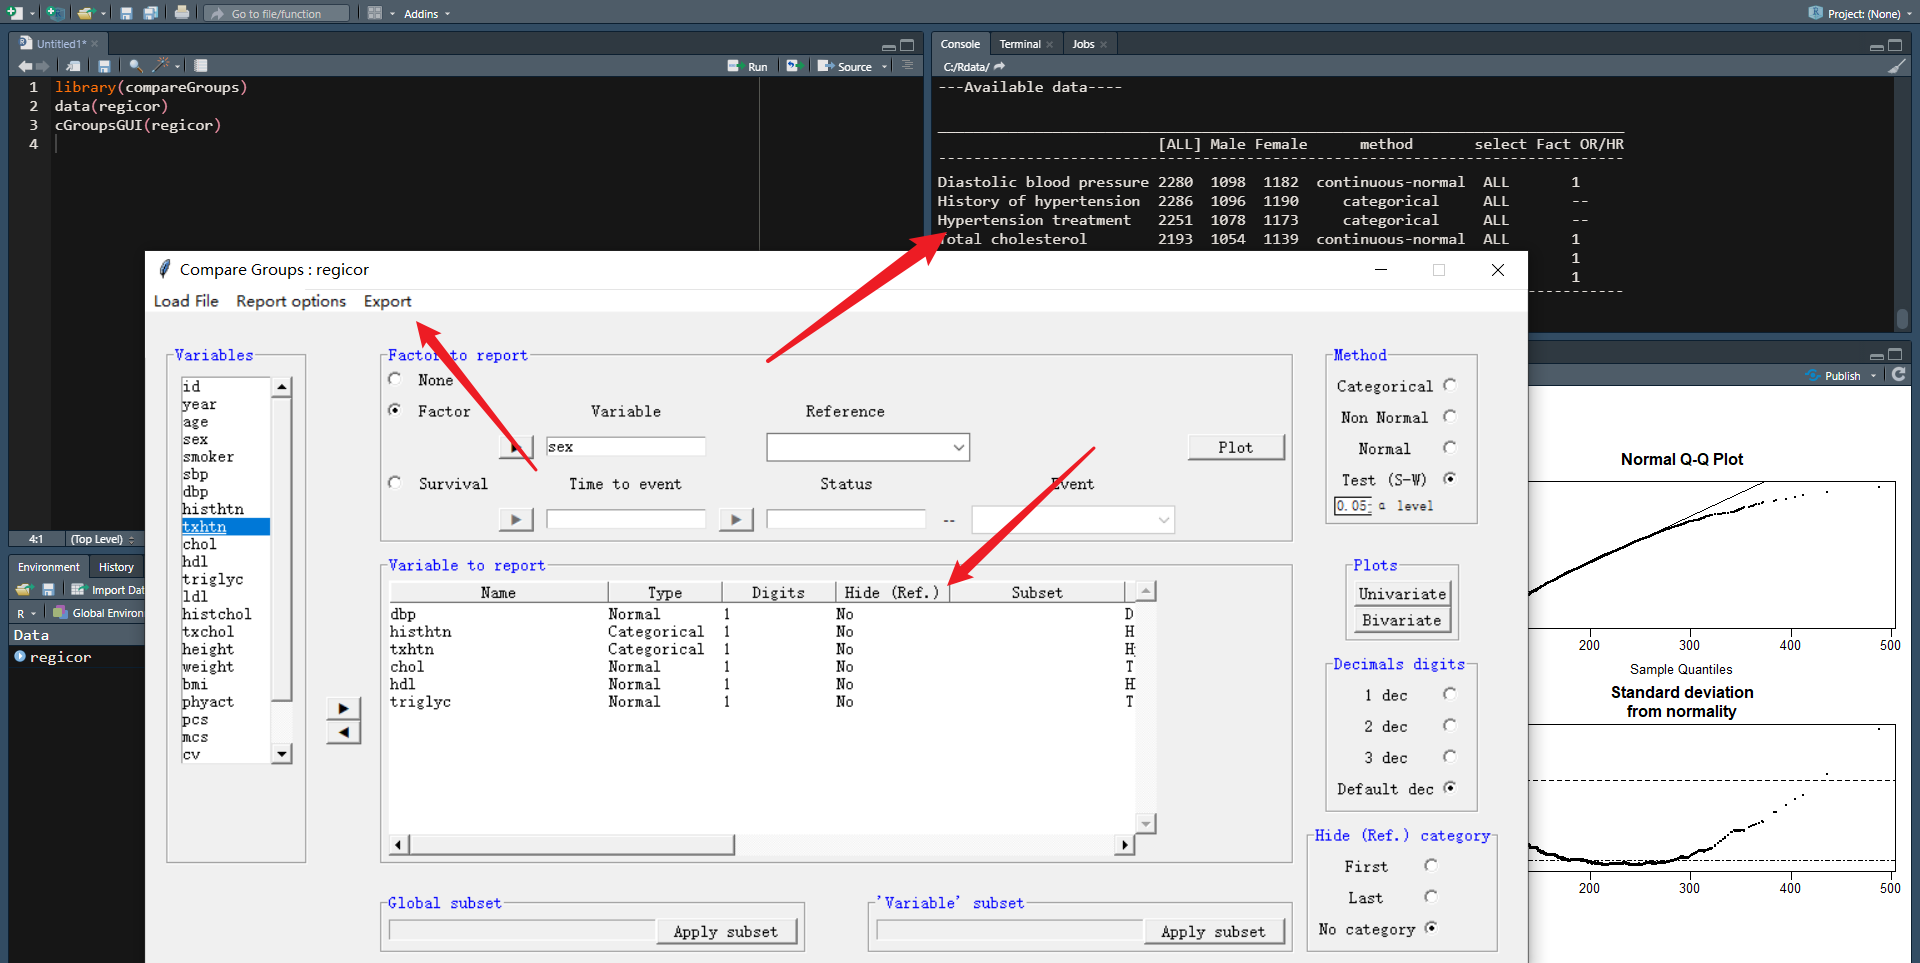 Go to file/function
Addins
Project: (None)
Untitled1*
Run
Source
1 library(compareGroups)
2 data(regicor)
3 cGroupsGUI(regicor)
4
4:1 (Top Level)
Environment History
Import Dat
R Global Environ
Data
regicor
Console Terminal Jobs
C:/Rdata/
---Available data----
[ALL] Male Female method select Fact OR/HR
Diastolic blood pressure 2280 1098 1182 continuous-normal ALL 1
History of hypertension 2286 1096 1190 categorical ALL --
Hypertension treatment 2251 1078 1173 categorical ALL --
Total cholesterol 2193 1054 1139 continuous-normal ALL 1
1
1
Publish
Normal Q-Q Plot
200 300 400 500
Sample Quantiles
Standard deviation
from normality
200 300 400 500
Compare Groups : regicor
Load File Report options Export
Variables
id
year
age
sex
smoker
sbp
dbp
histhtn
txhtn
chol
hdl
triglyc
ldl
histchol
txchol
height
weight
bmi
phyact
pcs
mcs
cv
Factor to report
None
Factor Variable Reference
sex
Plot
Survival Time to event Status Event
--
Variable to report
Name Type Digits Hide (Ref.) Subset
dbp Normal 1 No D
histhtn Categorical 1 No H
txhtn Categorical 1 No H
chol Normal 1 No T
hdl Normal 1 No H
triglyc Normal 1 No T
Global subset
Apply subset
'Variable' subset
Apply subset
Method
Categorical
Non Normal
Normal
Test (S-W)
0.05 α level
Plots
Univariate
Bivariate
Decimals digits
1 dec
2 dec
3 dec
Default dec
Hide (Ref.) category
First
Last
No category